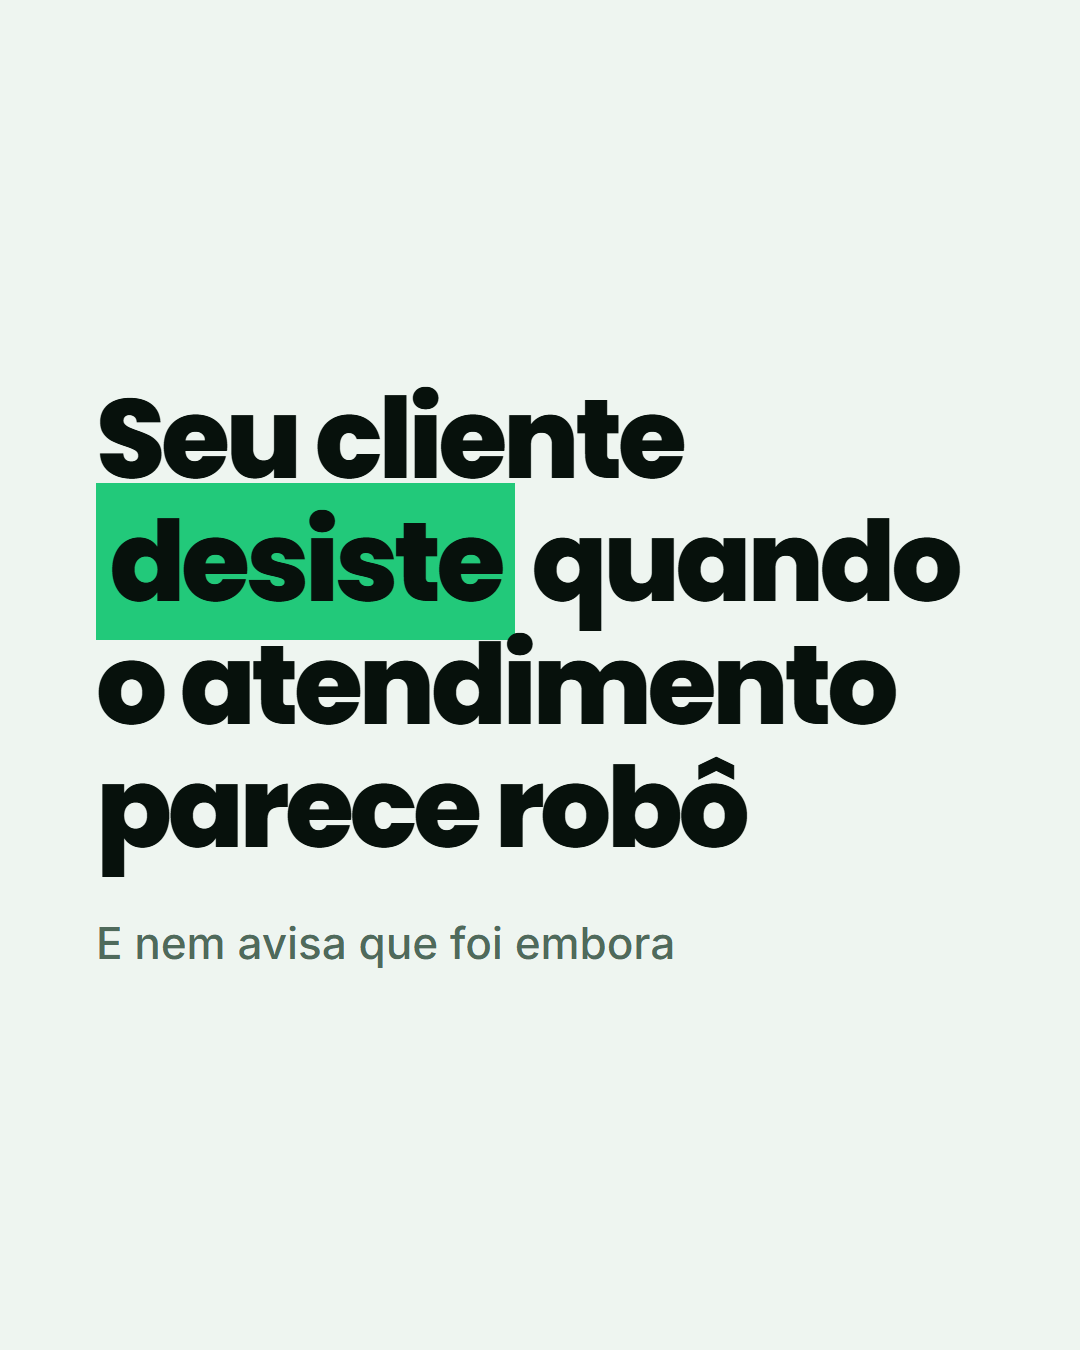 Seu cliente
desiste quando
o atendimento
parece robô
E nem avisa que foi embora